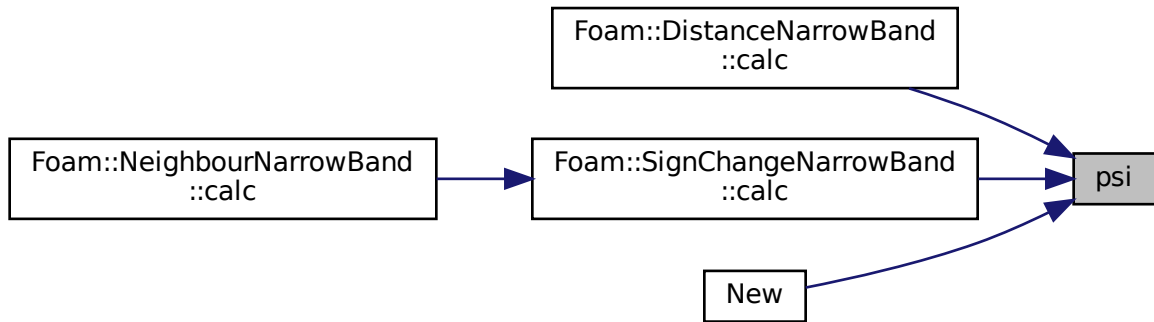 Foam::DistanceNarrowBand
::calc
Foam::NeighbourNarrowBand
::calc
Foam::SignChangeNarrowBand
::calc
psi
New